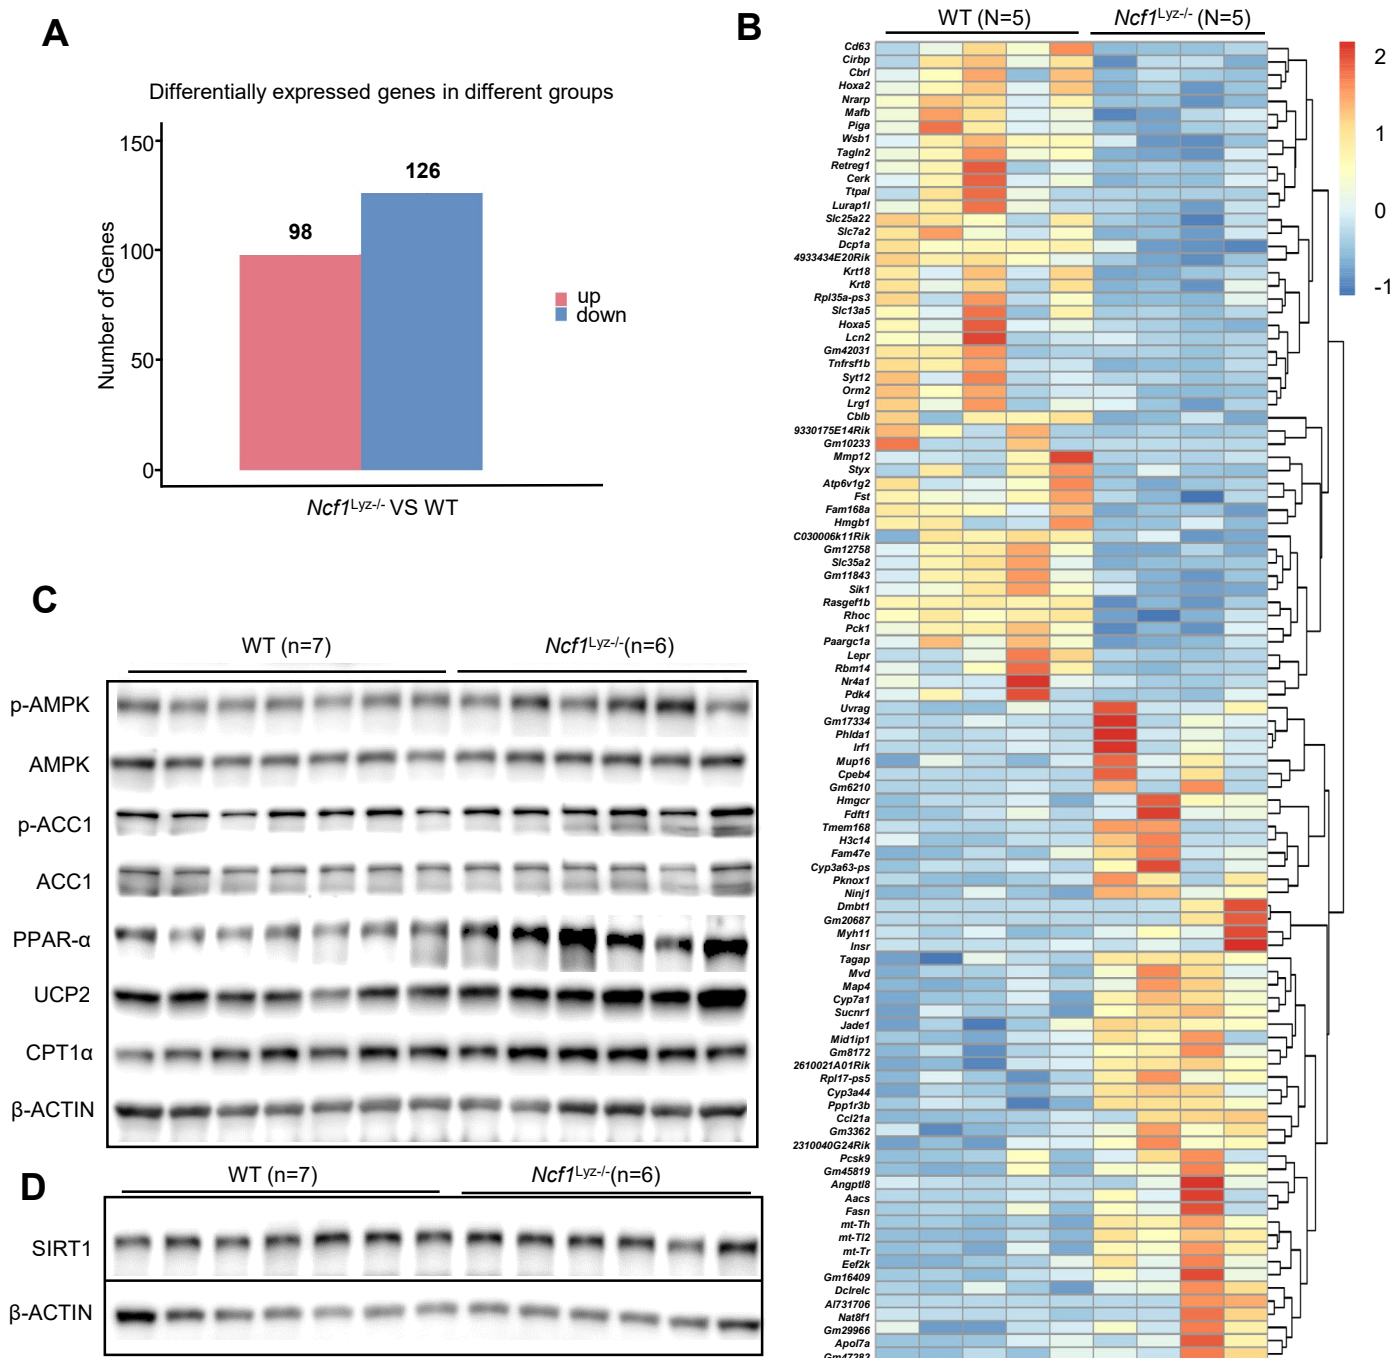 A
Differentially expressed genes in different groups
Number of Genes
150
100
50
0
98
126
up
down
Ncf1Lyz-/- VS WT
B
WT (N=5)
Ncf1Lyz-/- (N=5)
Cd63
Cirbp
Cbrl
Hoxa2
Nrarp
Mafb
Piga
Wsb1
Tagln2
Retreg1
Cerk
Ttpal
Lurap1l
Slc25a22
Slc7a2
Dcp1a
4933434E20Rik
Krt18
Krt8
Rpl35a-ps3
Slc13a5
Hoxa5
Lcn2
Gm42031
Tnfrsf1b
Syt12
Orm2
Lrg1
Cblb
9330175E14Rik
Gm10233
Mmp12
Styx
Atp6v1g2
Fst
Fam168a
Hmgb1
C030006k11Rik
Gm12758
Slc35a2
Gm11843
Sik1
Rasgef1b
Rhoc
Pck1
Paargc1a
Lepr
Rbm14
Nr4a1
Pdk4
Uvrag
Gm17334
Phlda1
Irf1
Mup16
Cpeb4
Gm6210
Hmgcr
Fdft1
Tmem168
H3c14
Fam47e
Cyp3a63-ps
Pknox1
Ninj1
Dmbt1
Gm20687
Myh11
Insr
Tagap
Mvd
Map4
Cyp7a1
Sucnr1
Jade1
Mid1ip1
Gm8172
2610021A01Rik
Rpl17-ps5
Cyp3a44
Ppp1r3b
Ccl21a
Gm3362
2310040G24Rik
Pcsk9
Gm45819
Angptl8
Aacs
Fasn
mt-Th
mt-Tl2
mt-Tr
Eef2k
Gm16409
Dclrelc
AI731706
Nat8f1
Gm29966
Apol7a
Gm47283
2
1
0
-1
C
WT (n=7)
Ncf1Lyz-/-(n=6)
p-AMPK
AMPK
p-ACC1
ACC1
PPAR-α
UCP2
CPT1α
β-ACTIN
D
WT (n=7)
Ncf1Lyz-/-(n=6)
SIRT1
β-ACTIN